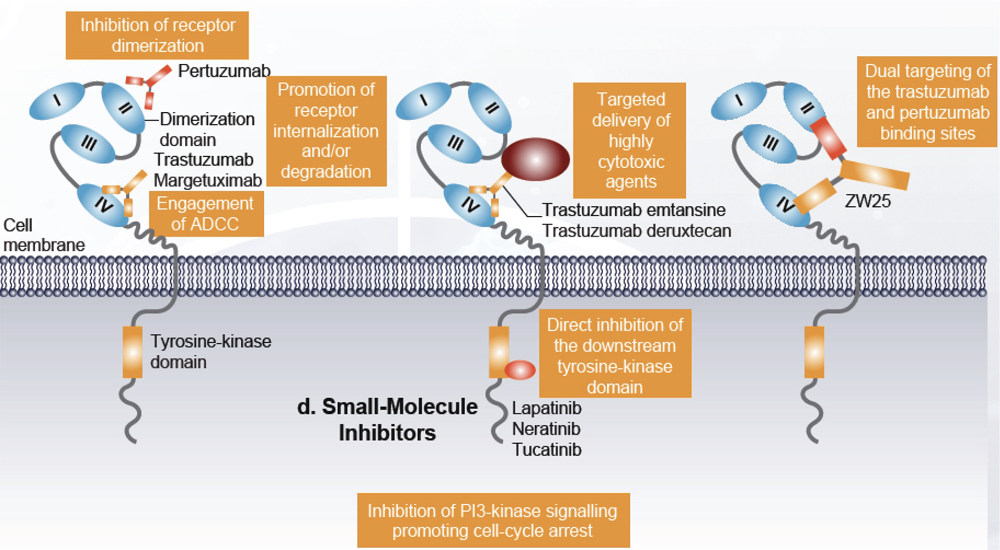 Inhibition of receptor
dimerization
Pertuzumab
I
II
III
IV
Dimerization
domain
Trastuzumab
Margetuximab
Engagement
of ADCC
Promotion of
receptor
internalization
and/or
degradation
Cell
membrane
Tyrosine-kinase
domain
I
II
III
IV
Targeted
delivery of
highly
cytotoxic
agents
Trastuzumab emtansine
Trastuzumab deruxtecan
Direct inhibition of
the downstream
tyrosine-kinase
domain
d. Small-Molecule
Inhibitors
Lapatinib
Neratinib
Tucatinib
I
II
III
IV
Dual targeting of
the trastuzumab
and pertuzumab
binding sites
ZW25
Inhibition of PI3-kinase signalling
promoting cell-cycle arrest